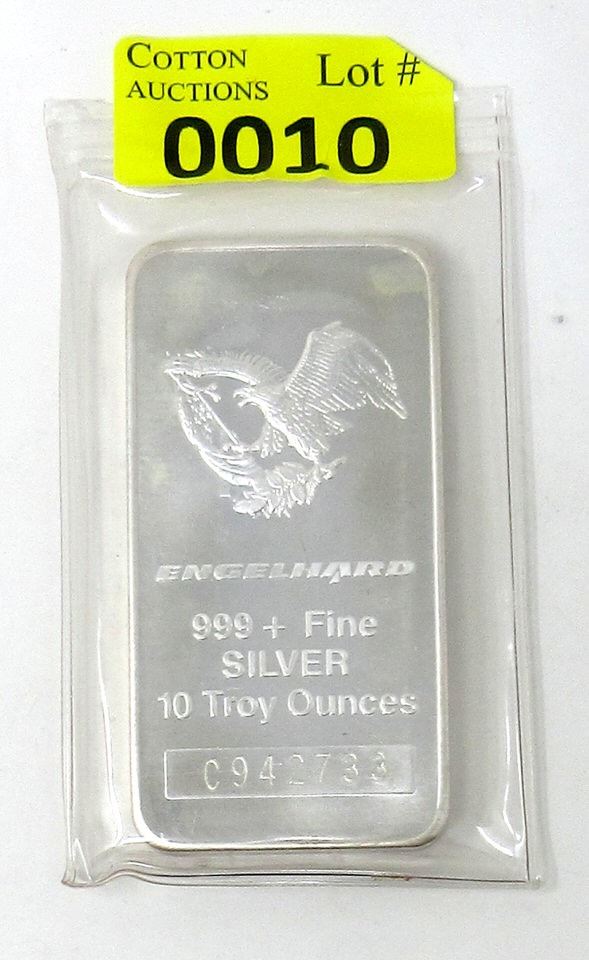 COTTON
AUCTIONS
Lot #
0010
ENGELHARD
999 + Fine
SILVER
10 Troy Ounces
C942733